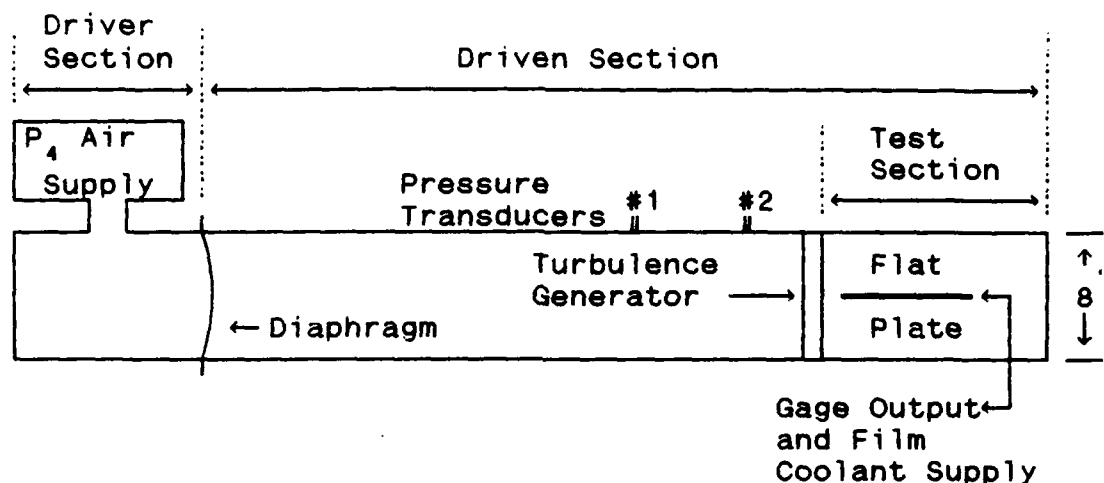 Driver
Section
Driven Section
P4 Air
Supply
Test
Section
Pressure
Transducers
#1
#2
Turbulence
Generator
Flat
Plate
8
Diaphragm
Gage Output
and Film
Coolant Supply